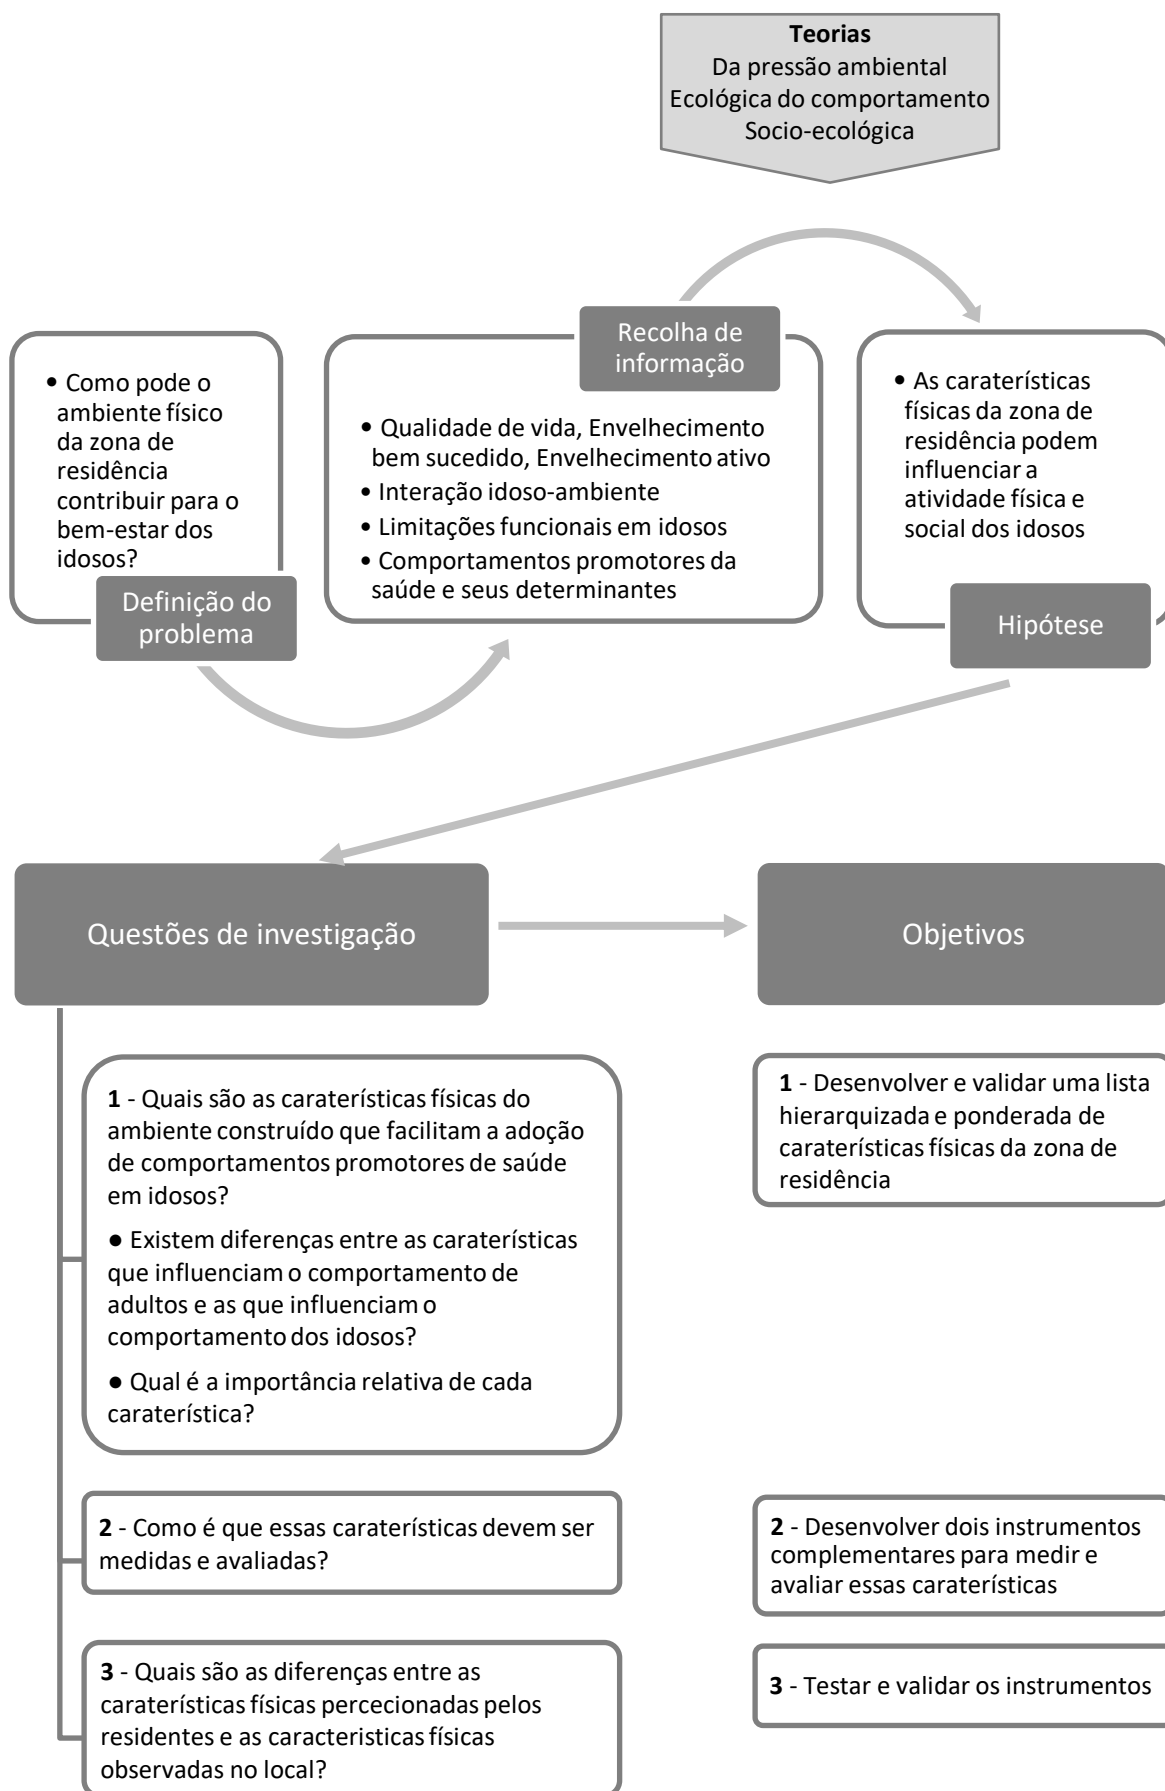 Teorias
Da pressão ambiental
Ecológica do comportamento
Socio-ecológica
• Como pode o
ambiente físico
da zona de
residência
contribuir para o
bem-estar dos
idosos?
Definição do
problema
Recolha de
informação
• Qualidade de vida, Envelhecimento
bem sucedido, Envelhecimento ativo
• Interação idoso-ambiente
• Limitações funcionais em idosos
• Comportamentos promotores da
saúde e seus determinantes
• As caraterísticas
físicas da zona de
residência podem
influenciar a
atividade física e
social dos idosos
Hipótese
Questões de investigação
Objetivos
1 - Quais são as caraterísticas físicas do
ambiente construído que facilitam a adoção
de comportamentos promotores de saúde
em idosos?
● Existem diferenças entre as caraterísticas
que influenciam o comportamento de
adultos e as que influenciam o
comportamento dos idosos?
● Qual é a importância relativa de cada
caraterística?
1 - Desenvolver e validar uma lista
hierarquizada e ponderada de
caraterísticas físicas da zona de
residência
2 - Como é que essas caraterísticas devem ser
medidas e avaliadas?
2 - Desenvolver dois instrumentos
complementares para medir e
avaliar essas caraterísticas
3 - Quais são as diferenças entre as
caraterísticas físicas percecionadas pelos
residentes e as caracteristicas físicas
observadas no local?
3 - Testar e validar os instrumentos